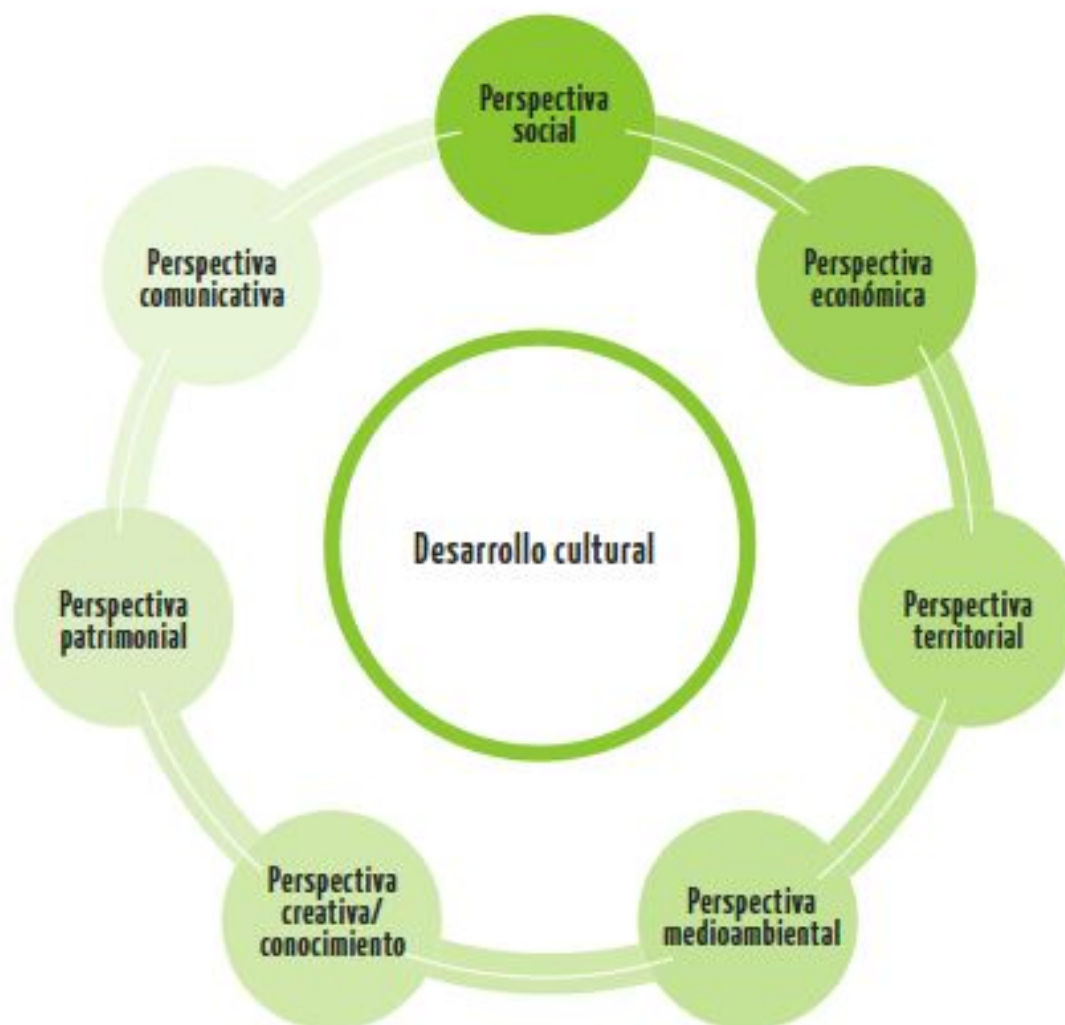 Perspectiva
social
Perspectiva
económica
Perspectiva
territorial
Perspectiva
medioambiental
Perspectiva
creativa/
conocimiento
Perspectiva
patrimonial
Perspectiva
comunicativa
Desarrollo cultural